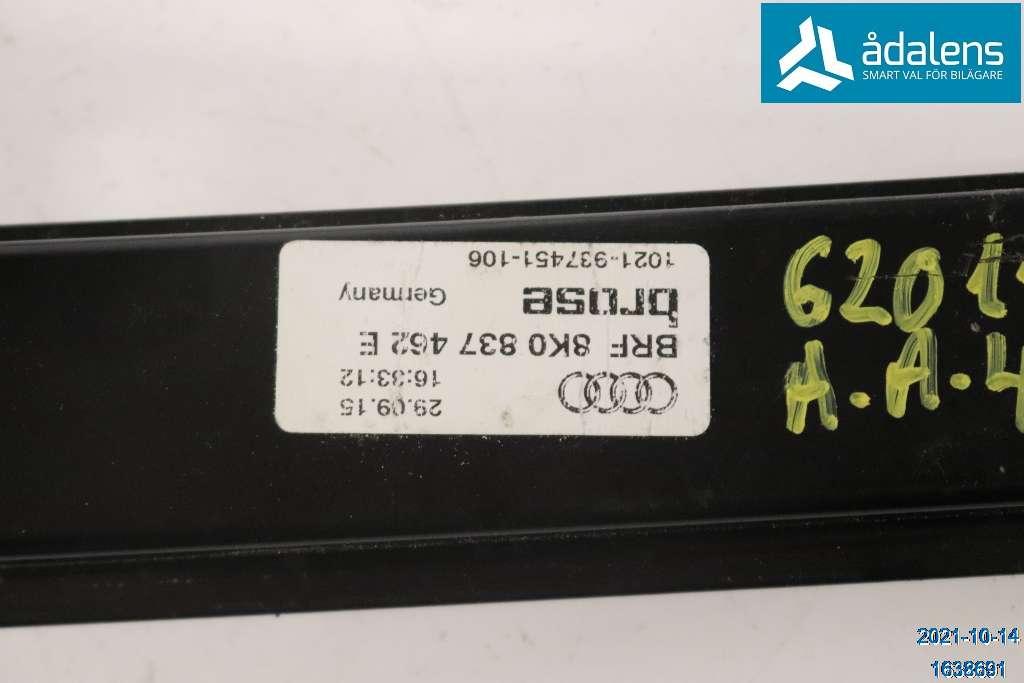 ådalens
SMART VAL FÖR BILÄGARE
29.09.15
16:33:12
BRF 8K0 837 462 E
brose
Germany
1021-937451-106
6201
A.A.4
2021-10-14
1638691